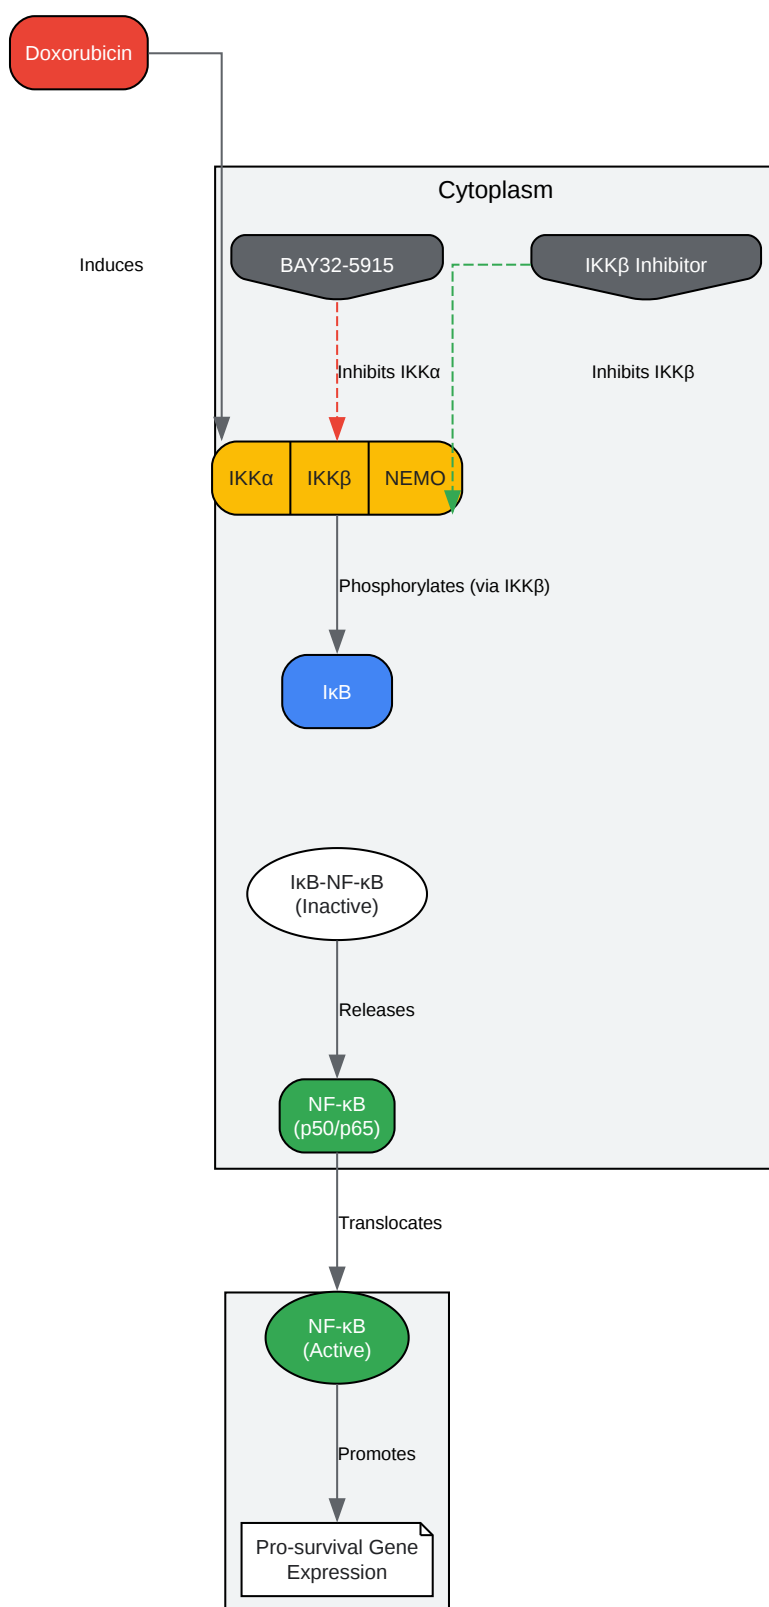 Doxorubicin
Cytoplasm
Induces
BAY32-5915
IKKβ Inhibitor
Inhibits IKKα
Inhibits IKKβ
IKKα
IKKβ
NEMO
Phosphorylates (via IKKβ)
IκB
IκB-NF-κB
(Inactive)
Releases
NF-κB
(p50/p65)
Translocates
NF-κB
(Active)
Promotes
Pro-survival Gene
Expression